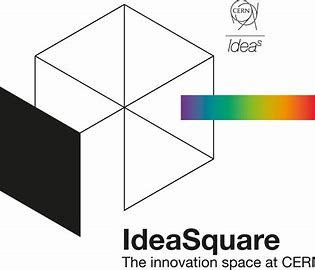 CERN
Ideaˢ
IdeaSquare
The innovation space at CERN